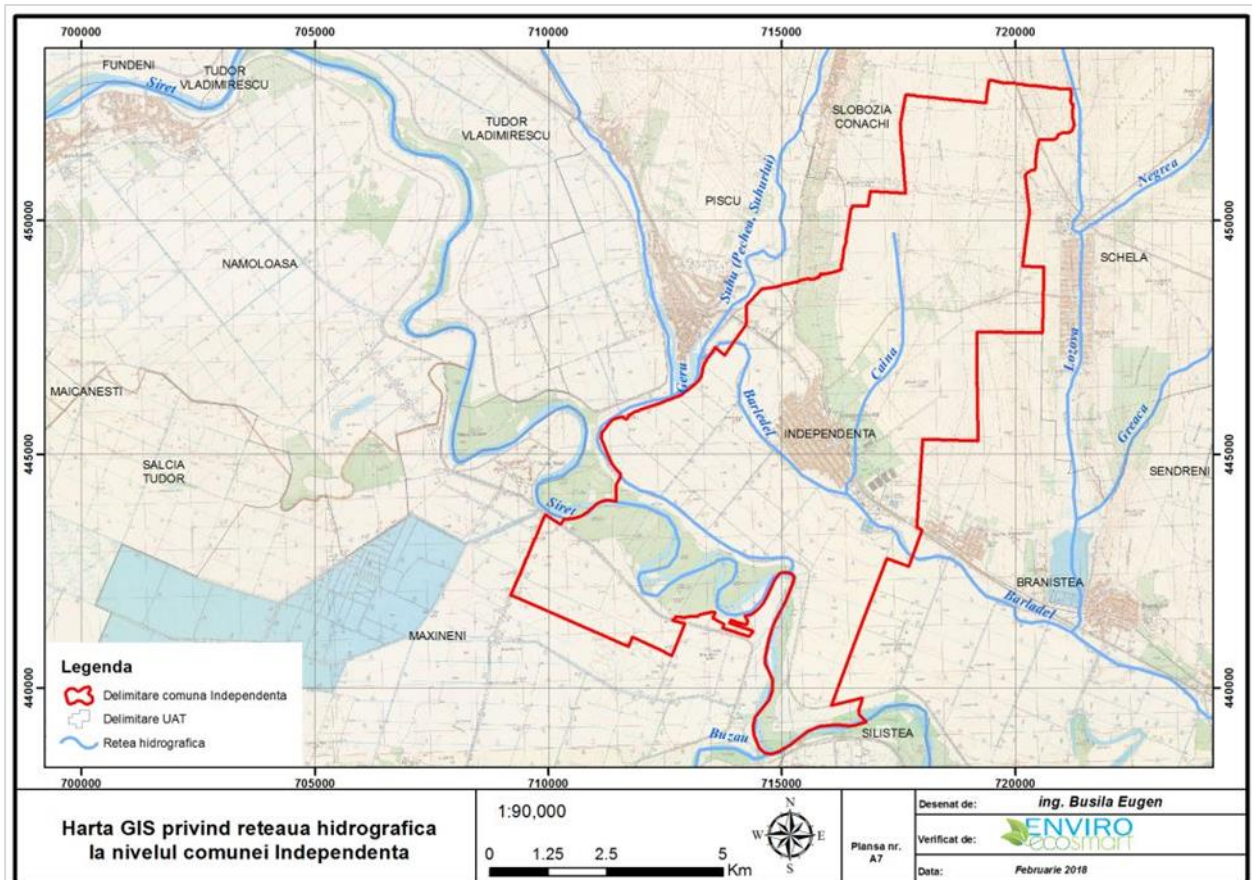 700000 705000 710000 715000 720000
FUNDENI
TUDOR
VLADIMIRESCU
Siret
TUDOR
VLADIMIRESCU
SLOBOZIA
CONACHI
Negrea
PISCU
Suhu (Pechea, Suhurlui)
450000
450000
NAMOLOASA
SCHELA
Caina
Lozova
Geru
MAICANESTI
Barledel
Greaca
INDEPENDENTA
445000
445000
SALCIA
TUDOR
SENDRENI
Siret
BRANISTEA
Barladel
MAXINENI
440000
440000
Legenda
Delimitare comuna Independenta
Delimitare UAT
Retea hidrografica
Buzau
SILISTEA
700000 705000 710000 715000 720000
Harta GIS privind reteaua hidrografica
la nivelul comunei Independenta
1:90,000
0 1.25 2.5 5
Km
N
W E
S
Plansa nr.
A7
Desenat de: ing. Busila Eugen
Verificat de: ENVIRO
ecosmart
Data: Februarie 2018